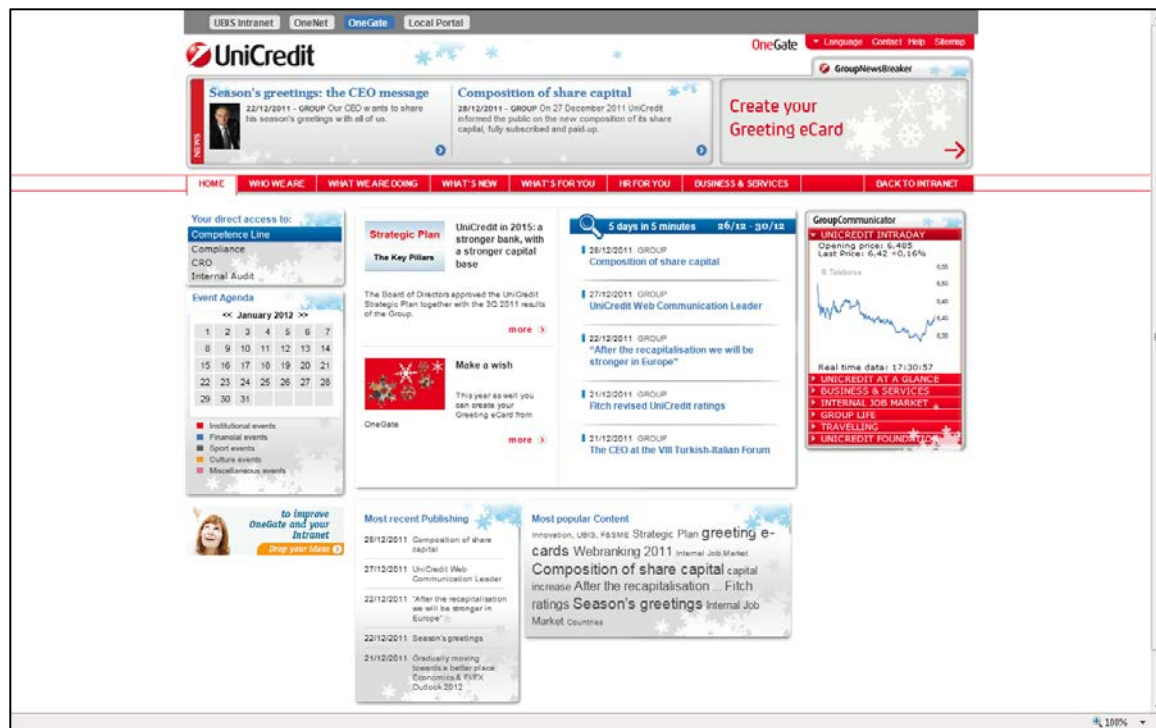 UBIS Intranet OneNet OneGate Local Portal
UniCredit
OneGate
Language Contact Help Sitemap
GroupNewsBreaker
NEWS
Season's greetings: the CEO message
22/12/2011 - GROUP Our CEO wants to share
his season's greetings with all of us.
Composition of share capital
28/12/2011 - GROUP On 27 December 2011 UniCredit
informed the public on the new composition of its share
capital, fully subscribed and paid-up.
Create your
Greeting eCard
HOME WHO WE ARE WHAT WE ARE DOING WHAT'S NEW WHAT'S FOR YOU HR FOR YOU BUSINESS & SERVICES BACK TO INTRANET
Your direct access to:
Competence Line
Compliance
CRO
Internal Audit
Event Agenda
<< January 2012 >>
1 2 3 4 5 6 7
8 9 10 11 12 13 14
15 16 17 18 19 20 21
22 23 24 25 26 27 28
29 30 31
Institutional events
Financial events
Sport events
Culture events
Miscellaneous events
to improve
OneGate and your
Intranet
Drop your Ideas
Strategic Plan
The Key Pillars
UniCredit in 2015: a
stronger bank, with
a stronger capital
base
The Board of Directors approved the UniCredit
Strategic Plan together with the 3Q 2011 results
of the Group.
more
Make a wish
This year as well you
can create your
Greeting eCard from
OneGate
more
5 days in 5 minutes 26/12 - 30/12
28/12/2011 GROUP
Composition of share capital
27/12/2011 GROUP
UniCredit Web Communication Leader
22/12/2011 GROUP
"After the recapitalisation we will be
stronger in Europe"
21/12/2011 GROUP
Fitch revised UniCredit ratings
21/12/2011 GROUP
The CEO at the VIII Turkish-Italian Forum
GroupCommunicator
UNICREDIT INTRADAY
Opening price: 6,485
Last Price: 6,42 +0,16%
© Teleborsa
6,55
6,50
6,45
6,40
6,35
Real time data: 17:30:57
UNICREDIT AT A GLANCE
BUSINESS & SERVICES
INTERNAL JOB MARKET
GROUP LIFE
TRAVELLING
UNICREDIT FOUNDATION
Most recent Publishing
28/12/2011 Composition of share
capital
27/12/2011 UniCredit Web
Communication Leader
22/12/2011 "After the recapitalisation
we will be stronger in
Europe"
22/12/2011 Season's greetings
21/12/2011 Gradually moving
towards a better place:
Economics & FI/FX
Outlook 2012
Most popular Content
Innovation, UBIS, F&SME Strategic Plan greeting e-
cards Webranking 2011 Internal Job Market
Composition of share capital capital
increase After the recapitalisation ... Fitch
ratings Season's greetings Internal Job
Market Countries
100%